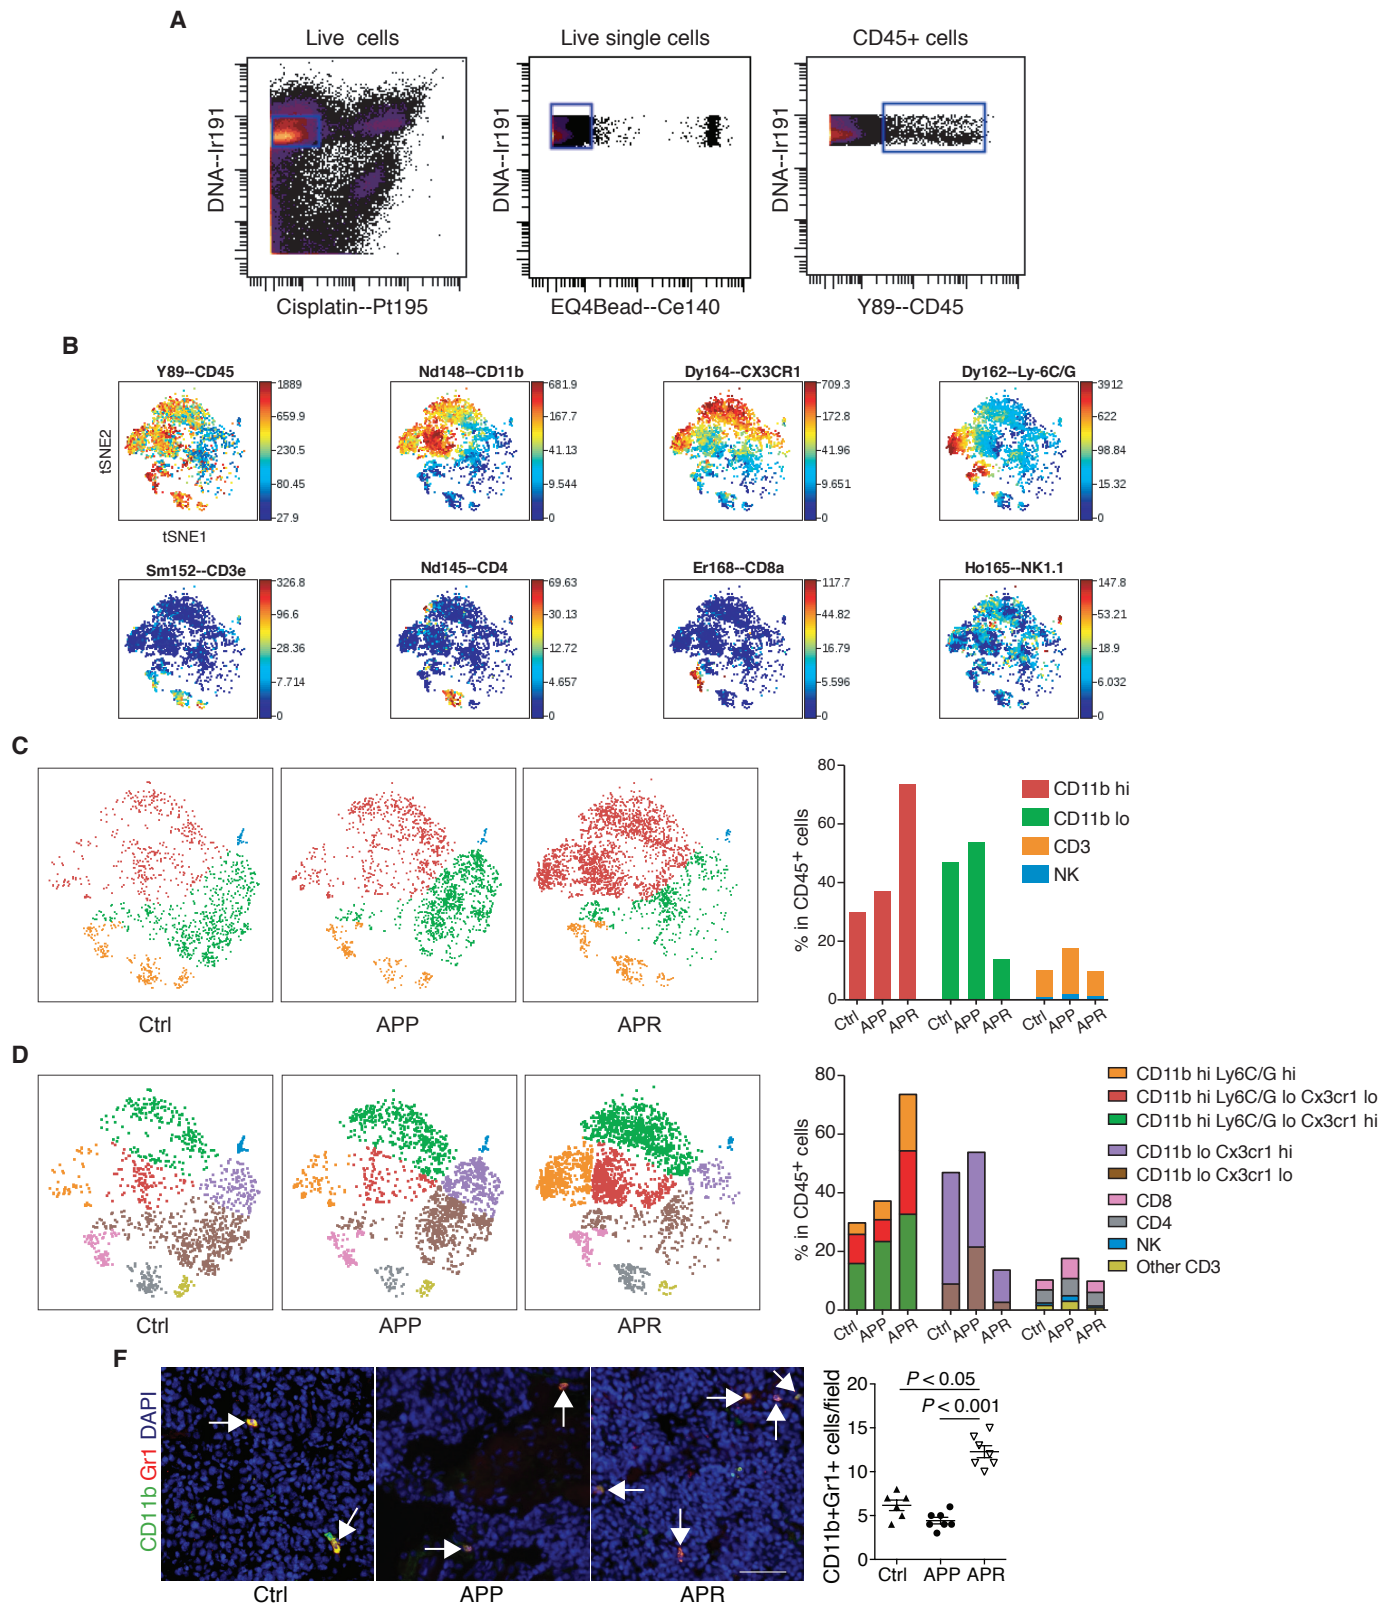 A
Live cells
Live single cells
CD45+ cells
DNA--Ir191
DNA--Ir191
DNA--Ir191
Cisplatin--Pt195
EQ4Bead--Ce140
Y89--CD45
B
Y89--CD45
Nd148--CD11b
Dy164--CX3CR1
Dy162--Ly-6C/G
1889
659.9
230.5
80.45
27.9
681.9
167.7
41.13
9.544
0
709.3
172.8
41.96
9.651
0
3912
622
98.84
15.32
0
tSNE2
tSNE1
Sm152--CD3e
Nd145--CD4
Er168--CD8a
Ho165--NK1.1
326.8
96.6
28.36
7.714
0
69.63
30.13
12.72
4.657
0
117.7
44.82
16.79
5.596
0
147.8
53.21
18.9
6.032
0
C
Ctrl
APP
APR
% in CD45+ cells
80
60
40
20
0
Ctrl
APP
APR
Ctrl
APP
APR
Ctrl
APP
APR
CD11b hi
CD11b lo
CD3
NK
D
Ctrl
APP
APR
% in CD45+ cells
80
60
40
20
0
Ctrl
APP
APR
Ctrl
APP
APR
Ctrl
APP
APR
CD11b hi Ly6C/G hi
CD11b hi Ly6C/G lo Cx3cr1 lo
CD11b hi Ly6C/G lo Cx3cr1 hi
CD11b lo Cx3cr1 hi
CD11b lo Cx3cr1 lo
CD8
CD4
NK
Other CD3
F
CD11b Gr1 DAPI
Ctrl
APP
APR
CD11b+Gr1+ cells/field
20
15
10
5
0
P < 0.05
P < 0.001
Ctrl
APP
APR